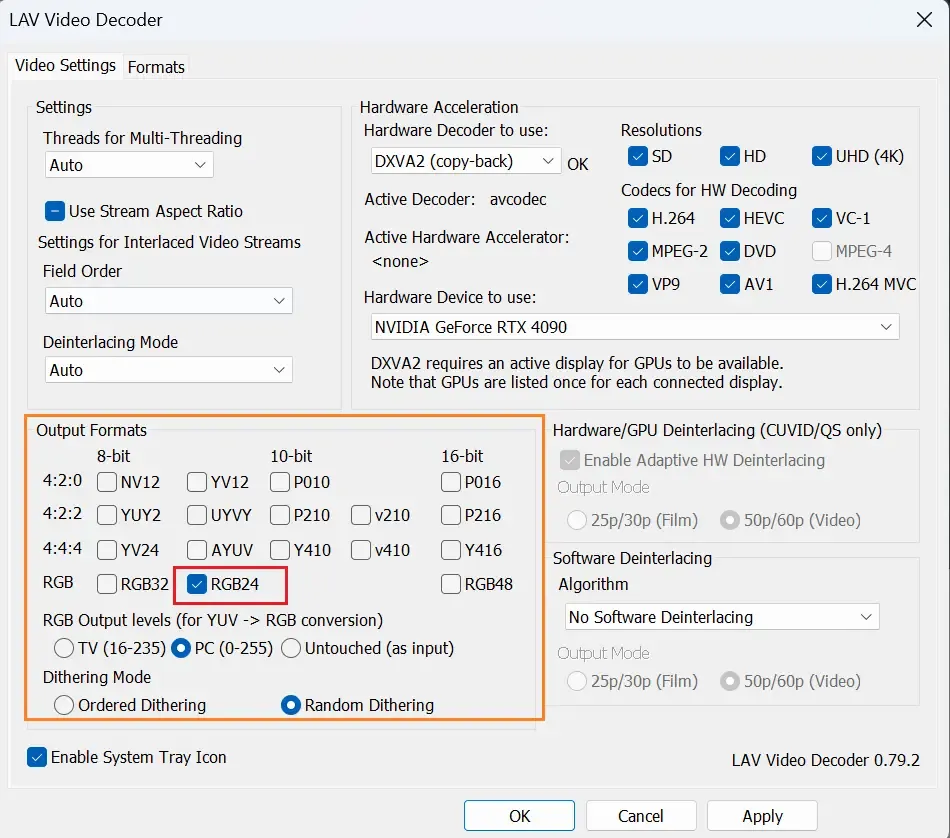 LAV Video Decoder
Video Settings
Formats
Settings
Threads for Multi-Threading
Auto
Use Stream Aspect Ratio
Settings for Interlaced Video Streams
Field Order
Auto
Deinterlacing Mode
Auto
Hardware Acceleration
Hardware Decoder to use:
DXVA2 (copy-back)
OK
Active Decoder: avcodec
Active Hardware Accelerator:
<none>
Resolutions
SD HD UHD (4K)
Codecs for HW Decoding
H.264 HEVC VC-1
MPEG-2 DVD MPEG-4
VP9 AV1 H.264 MVC
Hardware Device to use:
NVIDIA GeForce RTX 4090
DXVA2 requires an active display for GPUs to be available.
Note that GPUs are listed once for each connected display.
Output Formats
8-bit 10-bit 16-bit
4:2:0 NV12 YV12 P010 P016
4:2:2 YUY2 UYVY P210 v210 P216
4:4:4 YV24 AYUV Y410 v410 Y416
RGB RGB32 RGB24 RGB48
RGB Output levels (for YUV -> RGB conversion)
TV (16-235) PC (0-255) Untouched (as input)
Dithering Mode
Ordered Dithering Random Dithering
Hardware/GPU Deinterlacing (CUVID/QS only)
Enable Adaptive HW Deinterlacing
Output Mode
25p/30p (Film) 50p/60p (Video)
Software Deinterlacing
Algorithm
No Software Deinterlacing
Output Mode
25p/30p (Film) 50p/60p (Video)
Enable System Tray Icon
LAV Video Decoder 0.79.2
OK Cancel Apply